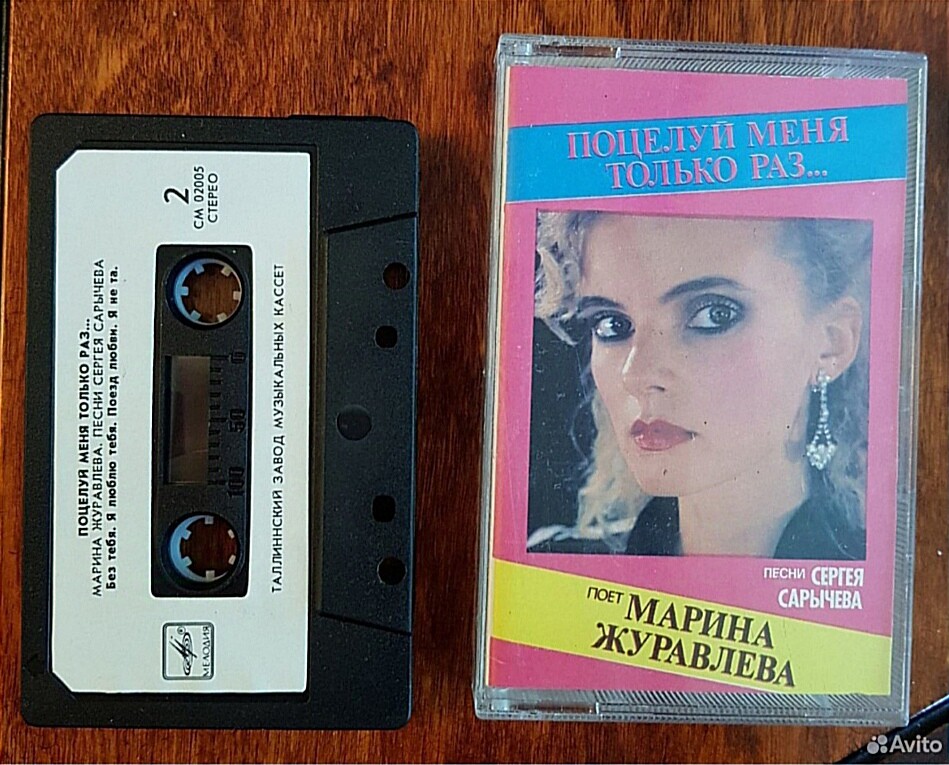 ПОЦЕЛУЙ МЕНЯ ТОЛЬКО РАЗ...
МАРИНА ЖУРАВЛЕВА. ПЕСНИ СЕРГЕЯ САРЫЧЕВА
Без тебя. Я люблю тебя. Поезд любви. Я не та.
2
СМ 02005
СТЕРЕО
100 50 0
МЕЛОДИЯ
ТАЛЛИННСКИЙ ЗАВОД МУЗЫКАЛЬНЫХ КАССЕТ
ПОЦЕЛУЙ МЕНЯ
ТОЛЬКО РАЗ...
ПЕСНИ СЕРГЕЯ
САРЫЧЕВА
ПОЕТ МАРИНА
ЖУРАВЛЕВА
Avito